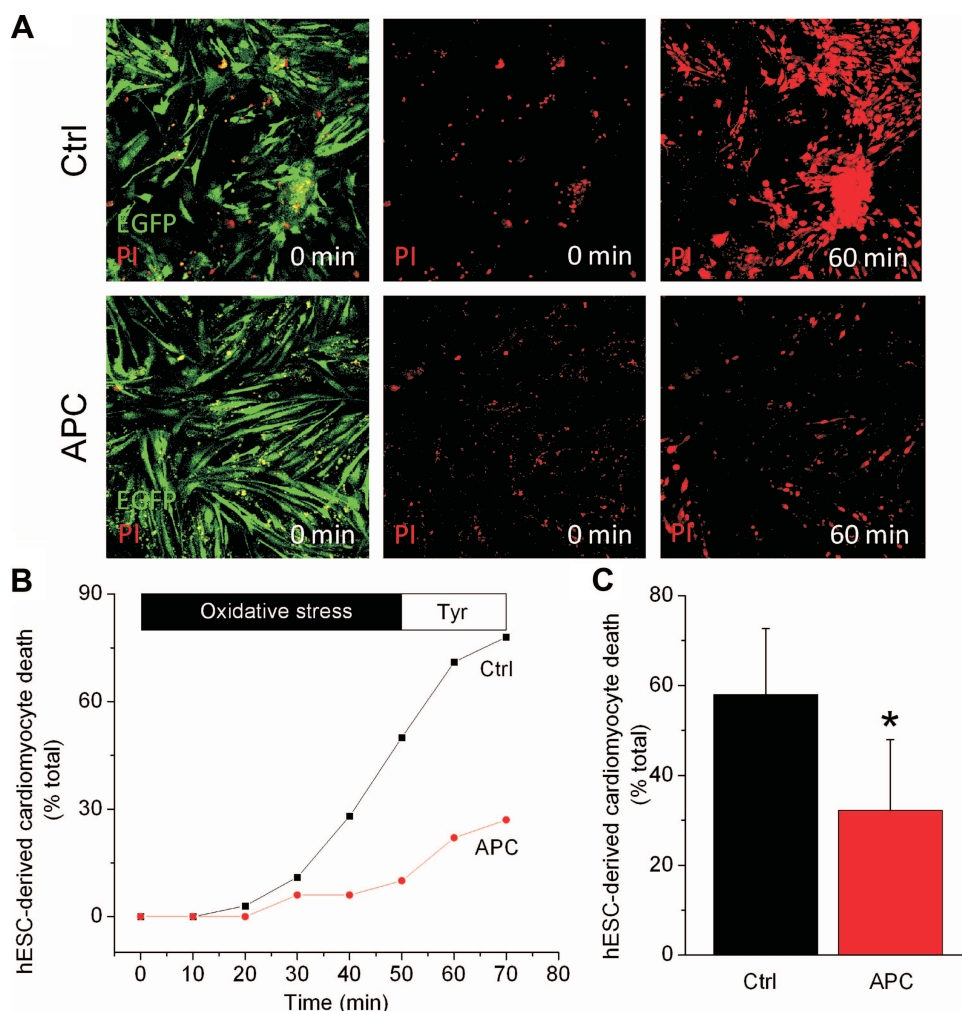 A
Ctrl
EGFP
PI
0 min
PI
0 min
PI
60 min
APC
EGFP
PI
0 min
PI
0 min
PI
60 min
B
hESC-derived cardiomyocyte death
(% total)
90
60
30
0
Oxidative stress
Tyr
Ctrl
APC
0 10 20 30 40 50 60 70 80
Time (min)
C
hESC-derived cardiomyocyte death
(% total)
80
60
40
20
0
*
Ctrl
APC